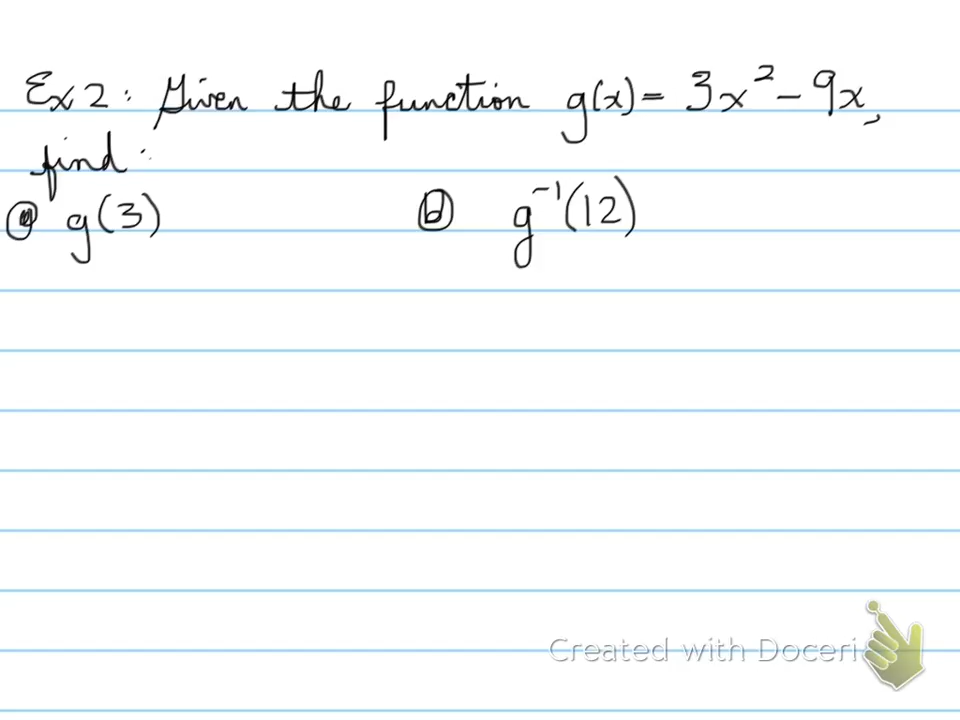 Ex 2: Given the function g(x) = 3x² - 9x,
find:
ⓐ g(3) ⓑ g⁻¹(12)
Created with Doceri